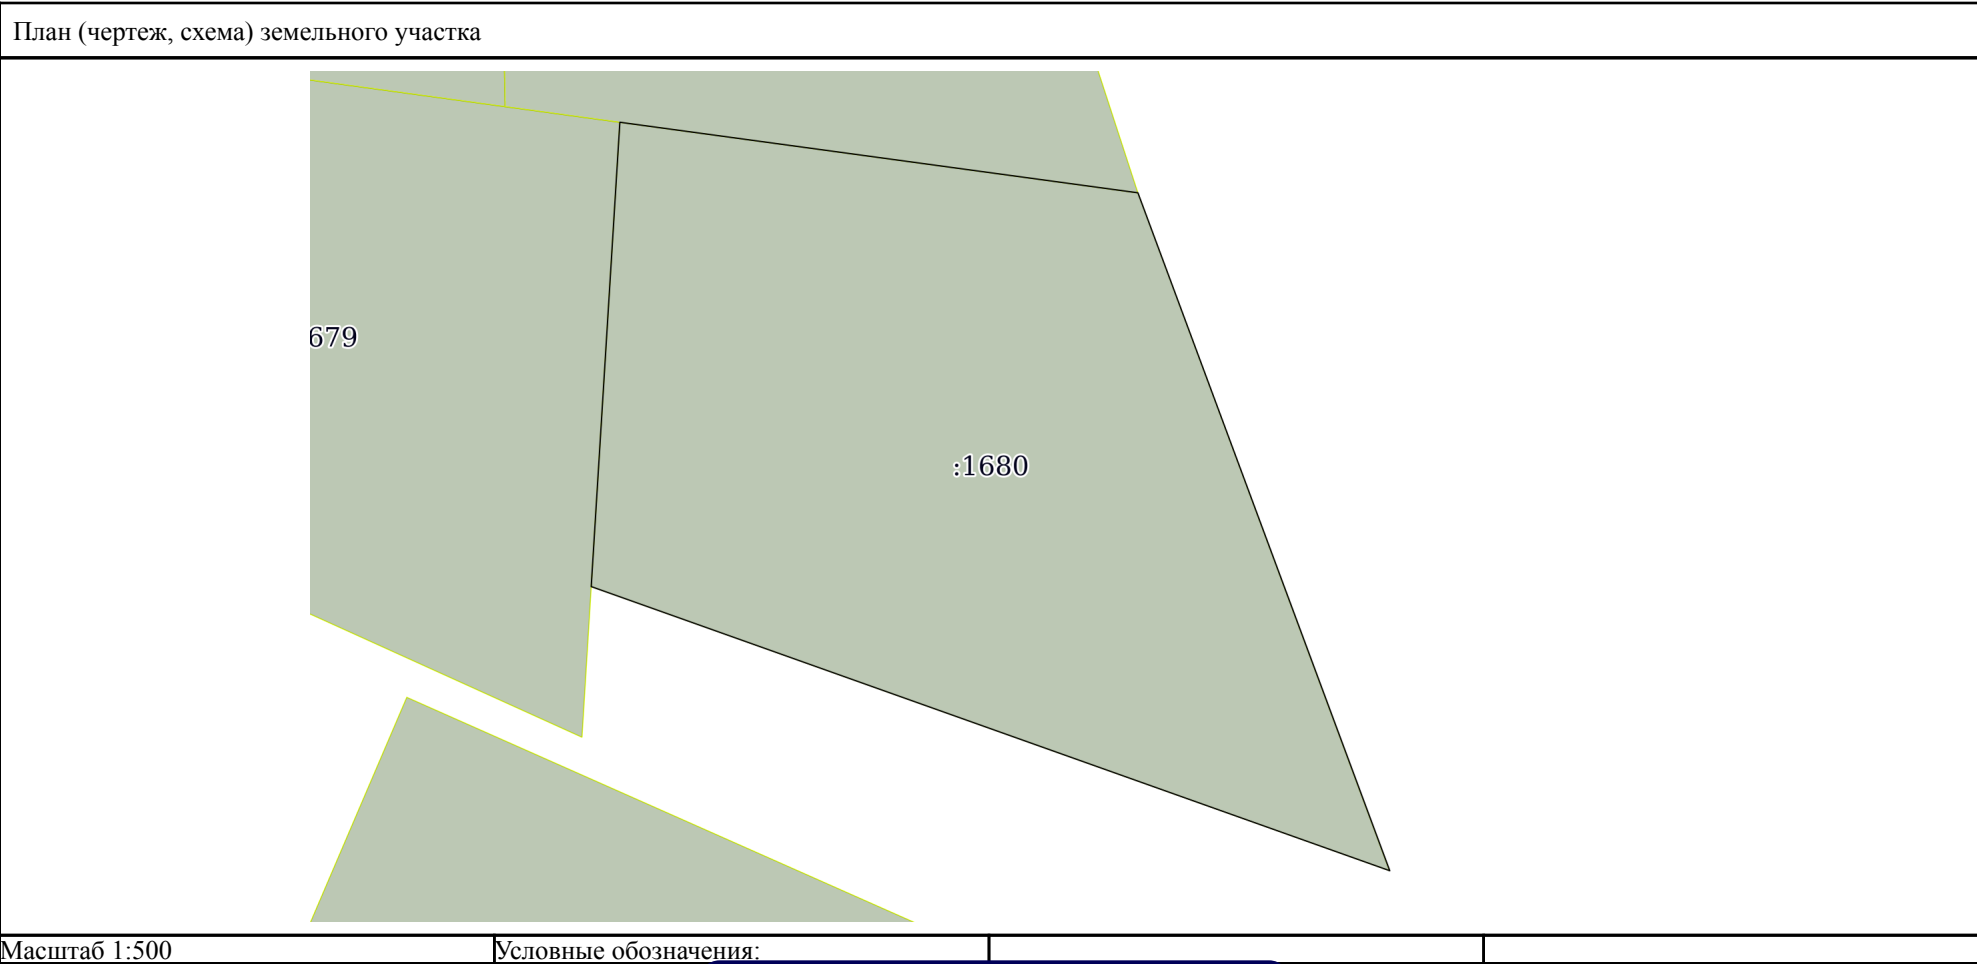 План (чертеж, схема) земельного участка
679
:1680
Масштаб 1:500
Условные обозначения: